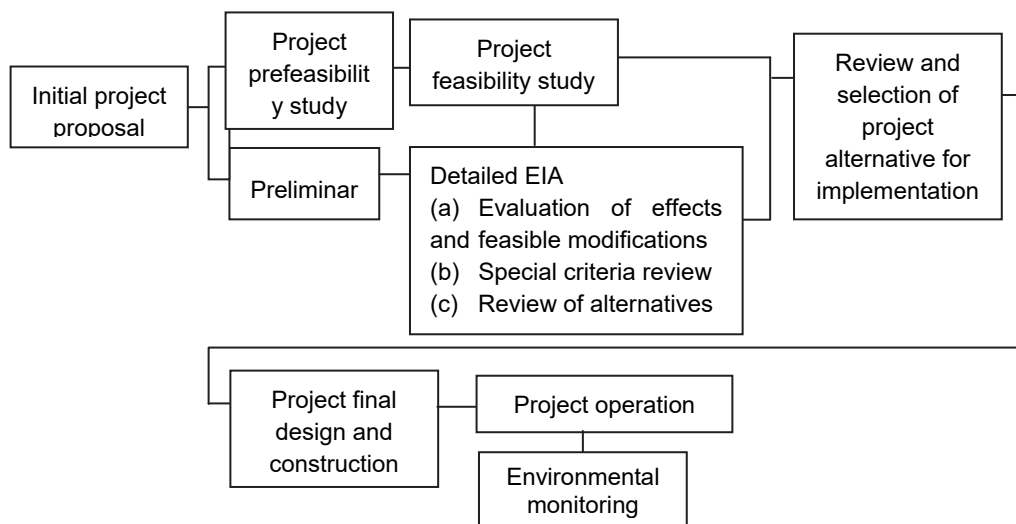 Initial project
proposal
Project
prefeasibilit
y study
Project
feasibility study
Review and
selection of
project
alternative for
implementation
Preliminar
Detailed EIA
(a) Evaluation of effects
and feasible modifications
(b) Special criteria review
(c) Review of alternatives
Project final
design and
construction
Project operation
Environmental
monitoring